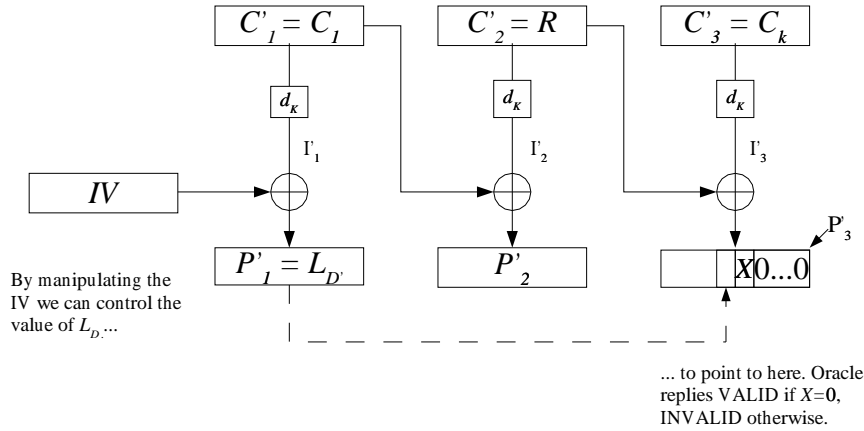 C'1 = C1
C'2 = R
C'3 = Ck
dK
dK
dK
I'1
I'2
I'3
IV
P'3
P'1 = LD'
P'2
X0...0
By manipulating the
IV we can control the
value of LD'...
... to point to here. Oracle
replies VALID if X=0,
INVALID otherwise.